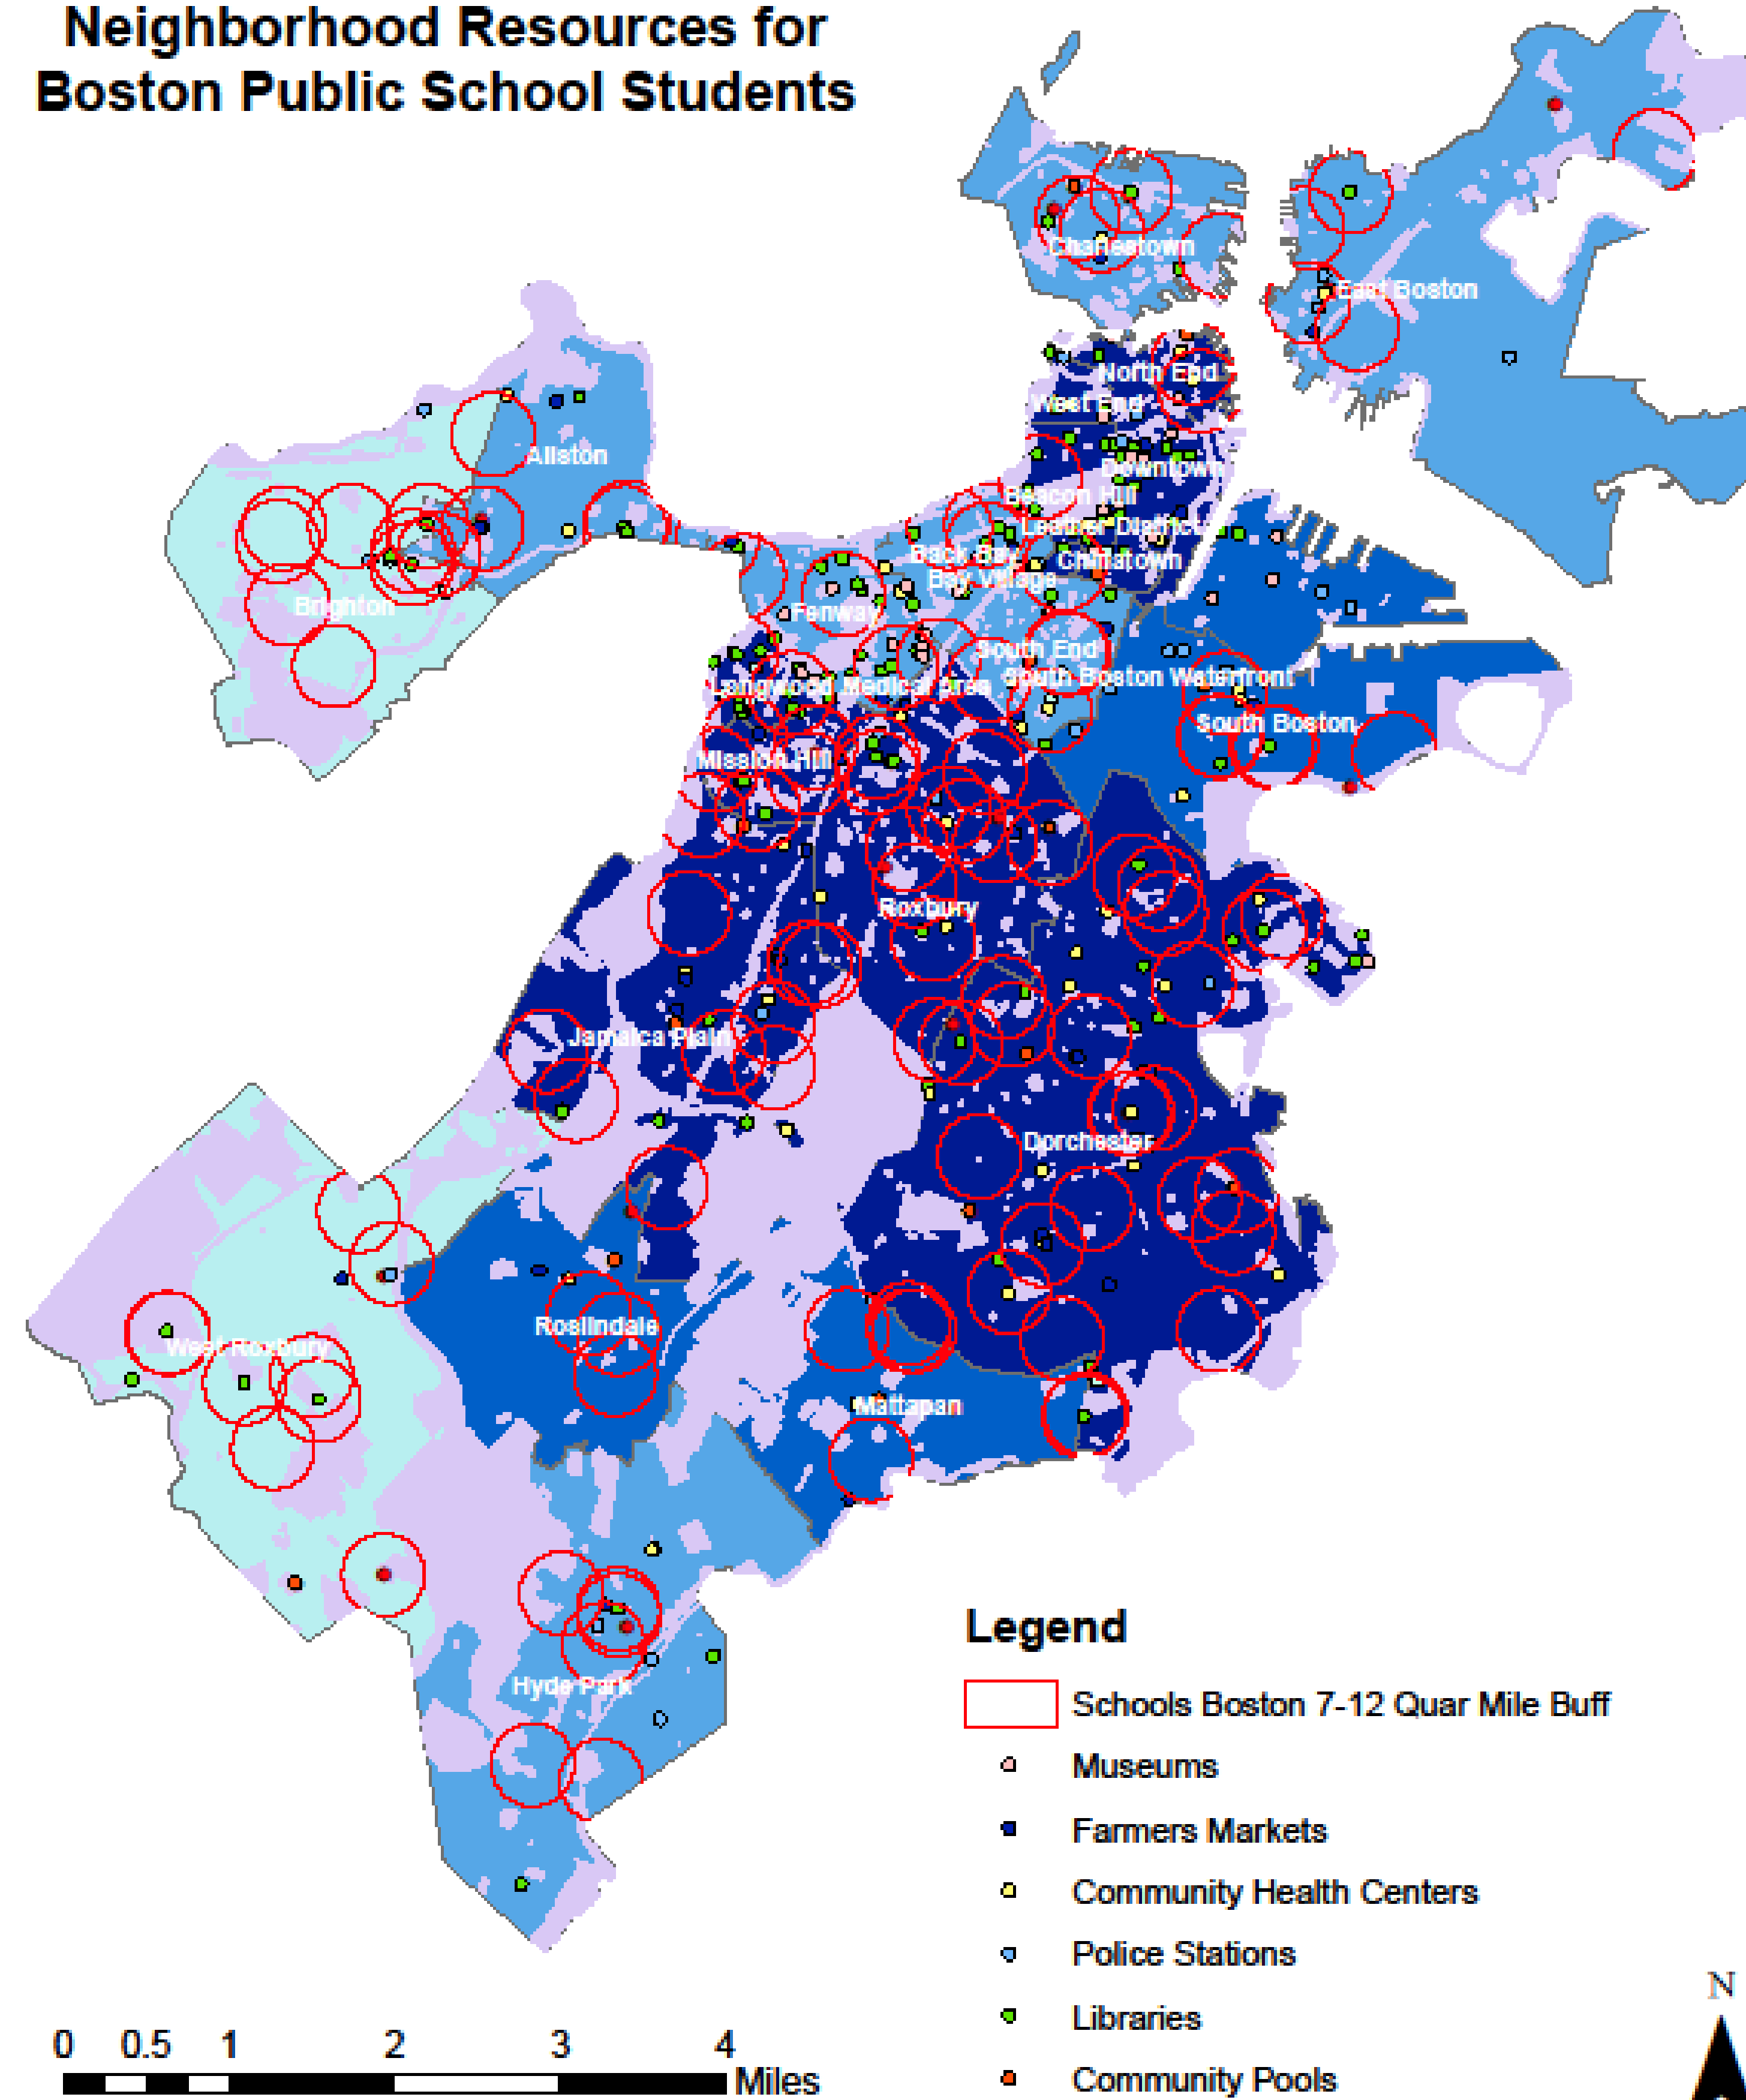 Neighborhood Resources for
Boston Public School Students
Charlestown
East Boston
North End
West End
Allston
Downtown
Beacon Hill
Leather District
Back Bay
Chinatown
Bay Village
Brighton
Fenway
South End
South Boston Waterfront
Longwood Medical Area
South Boston
Mission Hill
Roxbury
Jamaica Plain
Dorchester
Roslindale
West Roxbury
Mattapan
Hyde Park
Legend
Schools Boston 7-12 Quar Mile Buff
Museums
Farmers Markets
Community Health Centers
Police Stations
Libraries
Community Pools
N
0 0.5 1 2 3 4
Miles